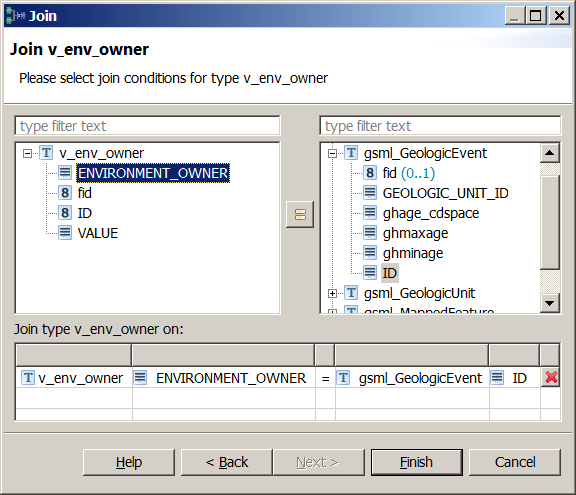 Join
Join v_env_owner
Please select join conditions for type v_env_owner
type filter text
v_env_owner
ENVIRONMENT_OWNER
fid
ID
VALUE
type filter text
gsml_GeologicEvent
fid (0..1)
GEOLOGIC_UNIT_ID
ghage_cdspace
ghmaxage
ghminage
ID
gsml_GeologicUnit
gsml_MappedFeature
Join type v_env_owner on:
v_env_owner ENVIRONMENT_OWNER = gsml_GeologicEvent ID
Help < Back Next > Finish Cancel